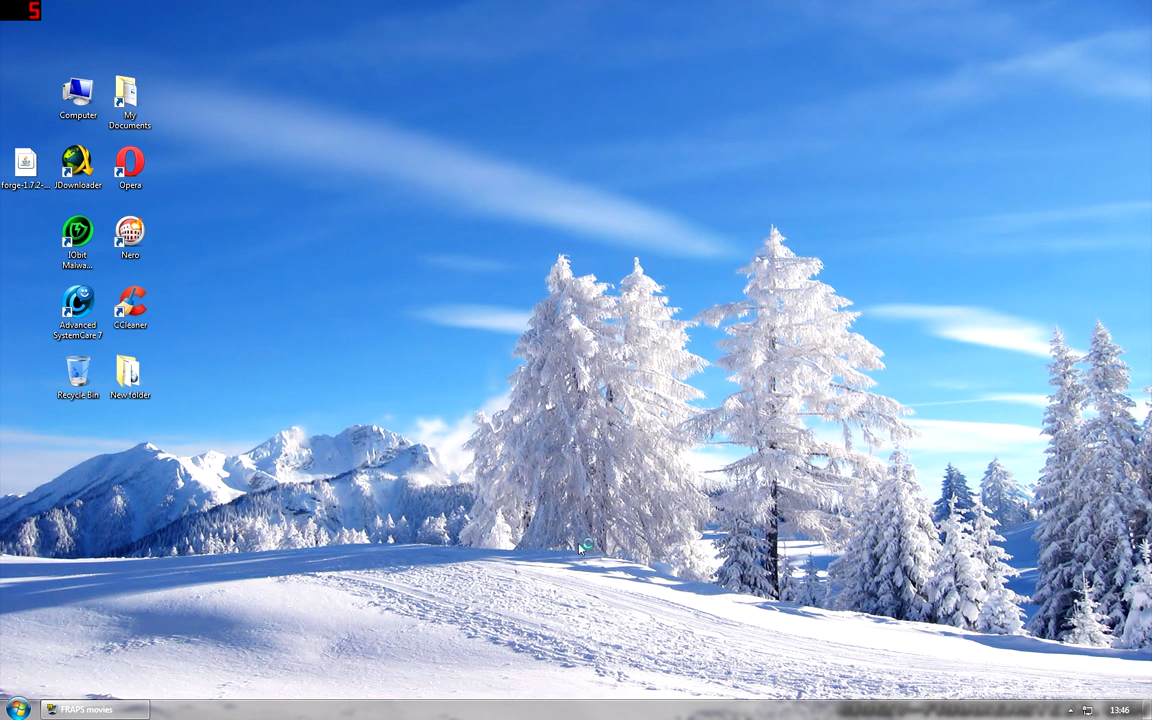 5
Computer
My
Documents
forge-1.7.2-...
JDownloader
Opera
IObit
Malwa...
Nero
Advanced
SystemCare 7
CCleaner
Recycle Bin
New folder
FRAPS movies
13:46